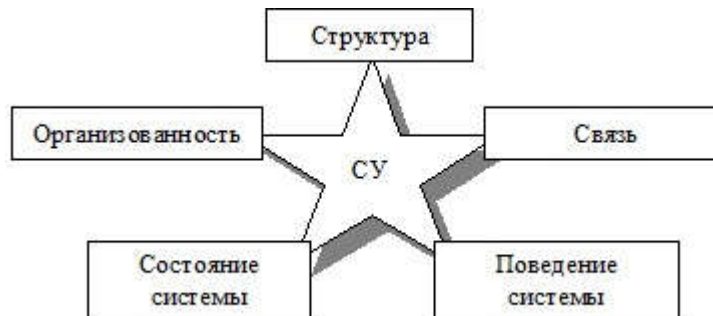 Структура
Организованность
Связь
СУ
Состояние
системы
Поведение
системы